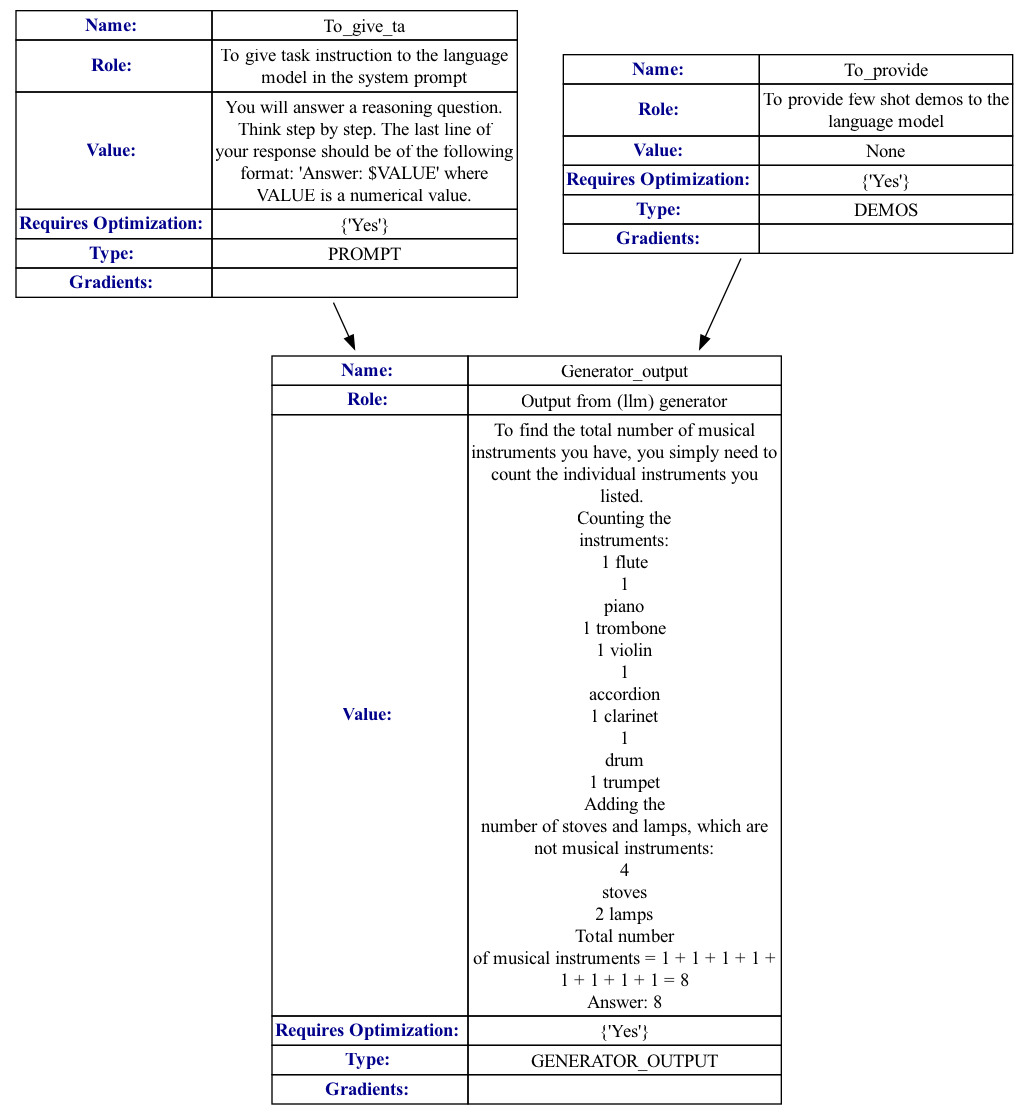 Name: To_give_ta
Role: To give task instruction to the language
model in the system prompt
Value: You will answer a reasoning question.
Think step by step. The last line of
your response should be of the following
format: 'Answer: $VALUE' where
VALUE is a numerical value.
Requires Optimization: {'Yes'}
Type: PROMPT
Gradients:
Name: To_provide
Role: To provide few shot demos to the
language model
Value: None
Requires Optimization: {'Yes'}
Type: DEMOS
Gradients:
Name: Generator_output
Role: Output from (llm) generator
Value: To find the total number of musical
instruments you have, you simply need to
count the individual instruments you
listed.
Counting the
instruments:
1 flute
1
piano
1 trombone
1 violin
1
accordion
1 clarinet
1
drum
1 trumpet
Adding the
number of stoves and lamps, which are
not musical instruments:
4
stoves
2 lamps
Total number
of musical instruments = 1 + 1 + 1 + 1 +
1 + 1 + 1 + 1 = 8
Answer: 8
Requires Optimization: {'Yes'}
Type: GENERATOR_OUTPUT
Gradients: